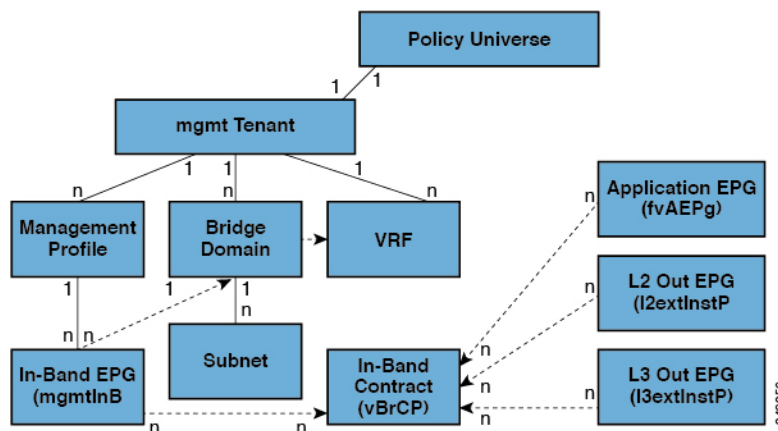 Policy Universe
1
1
mgmt Tenant
1
1
1
n
n
n
Management
Profile
Bridge
Domain
VRF
Application EPG
(fvAEPg)
n
1
1
1
L2 Out EPG
(l2extInstP
n
n
n
n
In-Band EPG
(mgmtInB
Subnet
In-Band
Contract
(vBrCP)
L3 Out EPG
(l3extInstP)
n
n
n
n
n
n